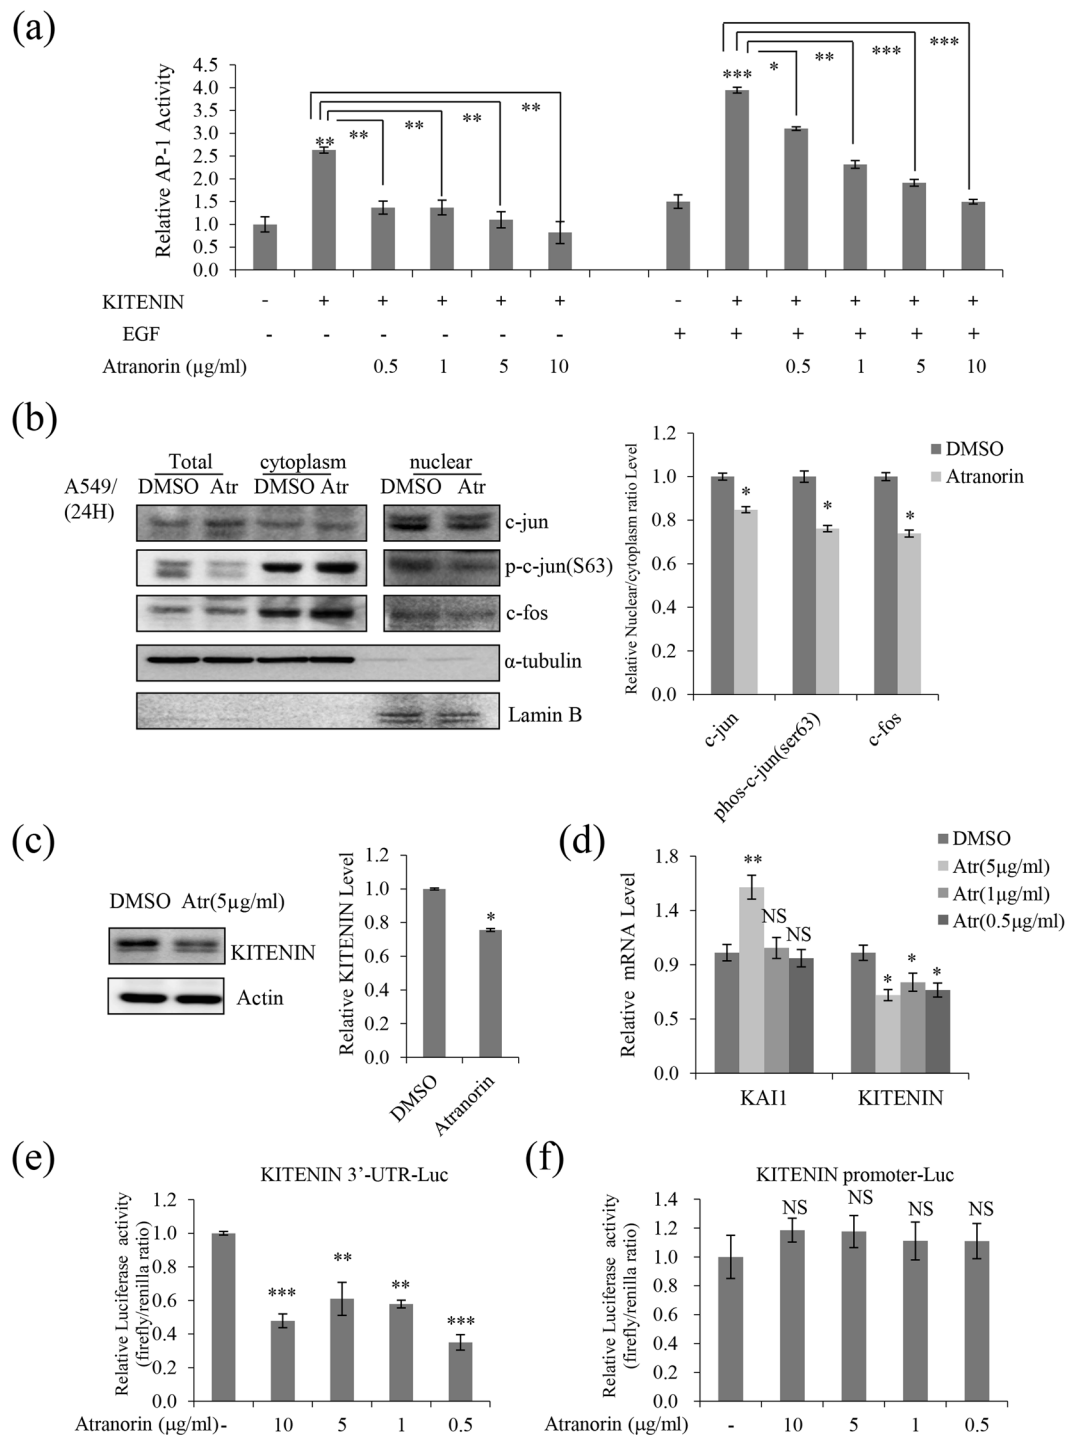 (a)
Relative AP-1 Activity
4.5
4.0
3.5
3.0
2.5
2.0
1.5
1.0
0.5
0.0
** ** ** ** **
*** * ** *** ***
KITENIN - + + + + + - + + + + +
EGF - - - - - - + + + + + +
Atranorin (μg/ml) 0.5 1 5 10 0.5 1 5 10
(b)
A549/
(24H)
Total cytoplasm nuclear
DMSO Atr DMSO Atr DMSO Atr
c-jun
p-c-jun(S63)
c-fos
α-tubulin
Lamin B
Relative Nuclear/cytoplasm ratio Level
1.2
1.0
0.8
0.6
0.4
0.2
0.0
* * *
DMSO
Atranorin
c-jun
phos-c-jun(ser63)
c-fos
(c)
DMSO Atr(5μg/ml)
KITENIN
Actin
Relative KITENIN Level
1.2
1.0
0.8
0.6
0.4
0.2
0.0
*
DMSO
Atranorin
(d)
Relative mRNA Level
1.8
1.4
0.9
0.5
0.0
** NS NS
* * *
KAI1 KITENIN
DMSO
Atr(5μg/ml)
Atr(1μg/ml)
Atr(0.5μg/ml)
(e)
KITENIN 3’-UTR-Luc
Relative Luciferase activity
(firefly/renilla ratio)
1.2
1.0
0.8
0.6
0.4
0.2
0.0
*** ** ** ***
Atranorin (μg/ml)- 10 5 1 0.5
(f)
KITENIN promoter-Luc
Relative Luciferase activity
(firefly/renilla ratio)
1.4
1.2
1.0
0.8
0.6
0.4
0.2
0.0
NS NS NS NS
Atranorin (μg/ml) - 10 5 1 0.5